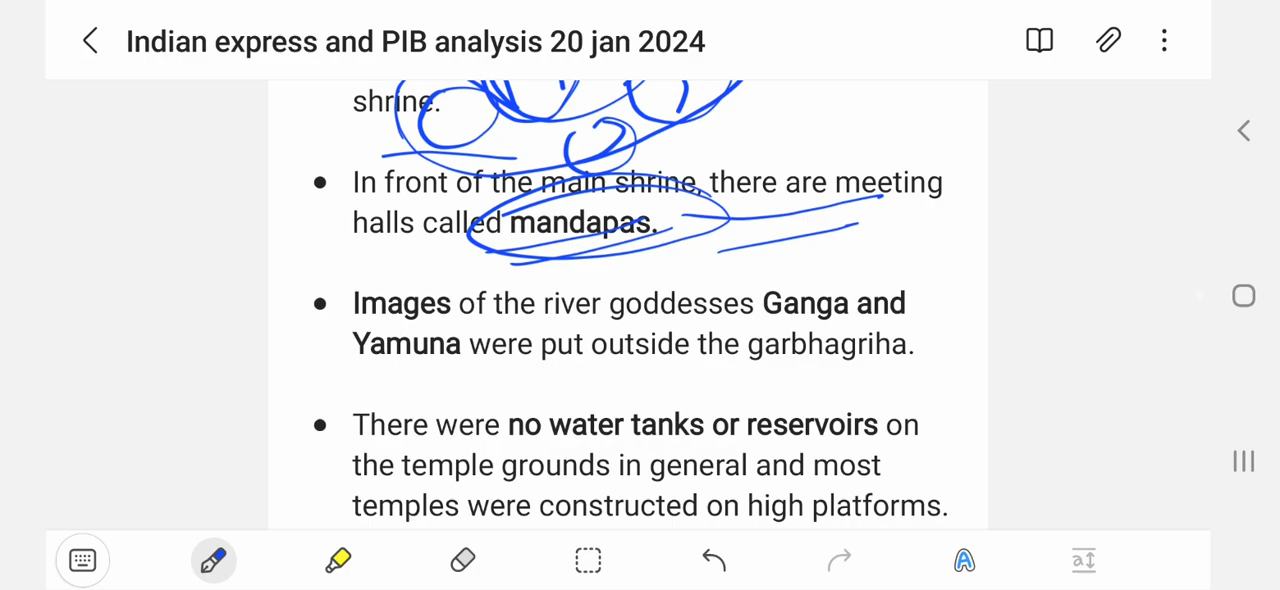 Indian express and PIB analysis 20 jan 2024
shrine.
• In front of the main shrine, there are meeting
halls called mandapas.
• Images of the river goddesses Ganga and
Yamuna were put outside the garbhagriha.
• There were no water tanks or reservoirs on
the temple grounds in general and most
temples were constructed on high platforms.